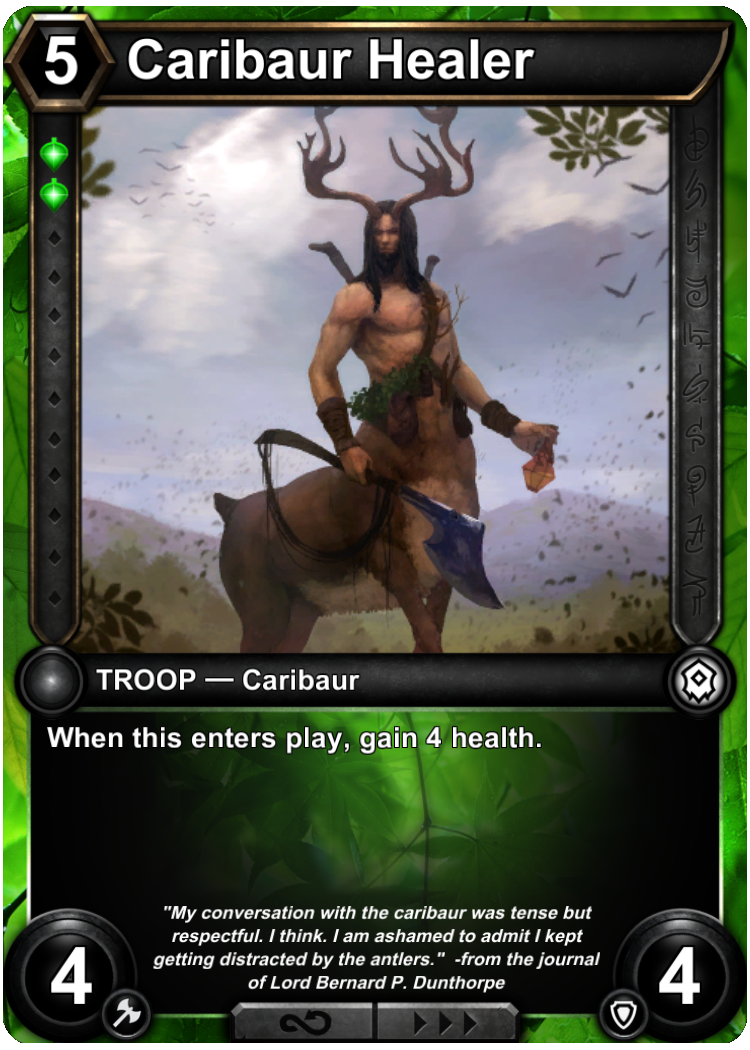 5 Caribaur Healer
TROOP — Caribaur
When this enters play, gain 4 health.
"My conversation with the caribaur was tense but
respectful. I think. I am ashamed to admit I kept
getting distracted by the antlers."  -from the journal
of Lord Bernard P. Dunthorpe
4
4